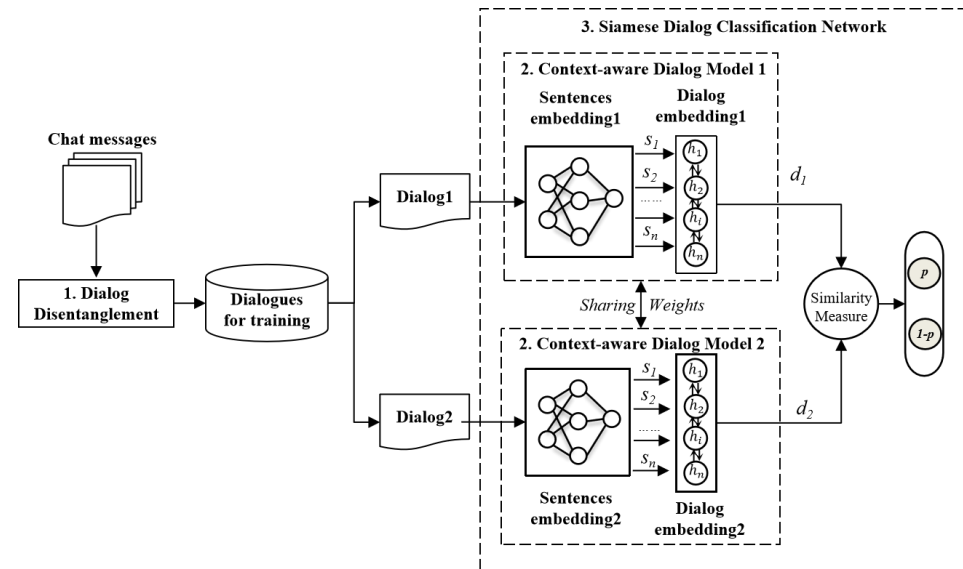 3. Siamese Dialog Classification Network
2. Context-aware Dialog Model 1
Sentences
embedding1
Dialog
embedding1
Chat messages
s₁
s₂
......
sᵢ
sₙ
h₁
h₂
hᵢ
hₙ
d₁
Dialog1
1. Dialog
Disentanglement
Dialogues
for training
Sharing Weights
Similarity
Measure
p
1-p
2. Context-aware Dialog Model 2
s₁
s₂
......
sₙ
h₁
h₂
hᵢ
hₙ
d₂
Dialog2
Sentences
embedding2
Dialog
embedding2